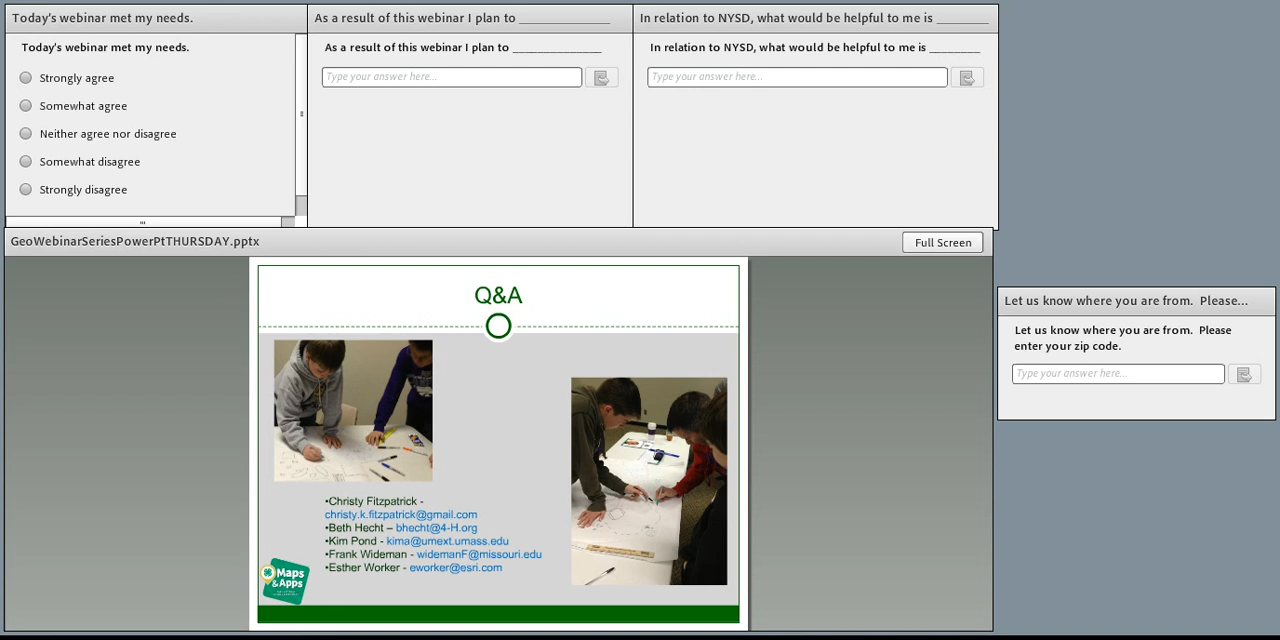 Today's webinar met my needs.
Today's webinar met my needs.
Strongly agree
Somewhat agree
Neither agree nor disagree
Somewhat disagree
Strongly disagree
As a result of this webinar I plan to ______________
As a result of this webinar I plan to ______________
Type your answer here...
In relation to NYSD, what would be helpful to me is ________
In relation to NYSD, what would be helpful to me is ________
Type your answer here...
GeoWebinarSeriesPowerPtTHURSDAY.pptx
Full Screen
Q&A
•Christy Fitzpatrick -
christy.k.fitzpatrick@gmail.com
•Beth Hecht – bhecht@4-H.org
•Kim Pond - kima@umext.umass.edu
•Frank Wideman - widemanF@missouri.edu
•Esther Worker - eworker@esri.com
Maps
&Apps
Let us know where you are from.  Please...
Let us know where you are from.  Please
enter your zip code.
Type your answer here...